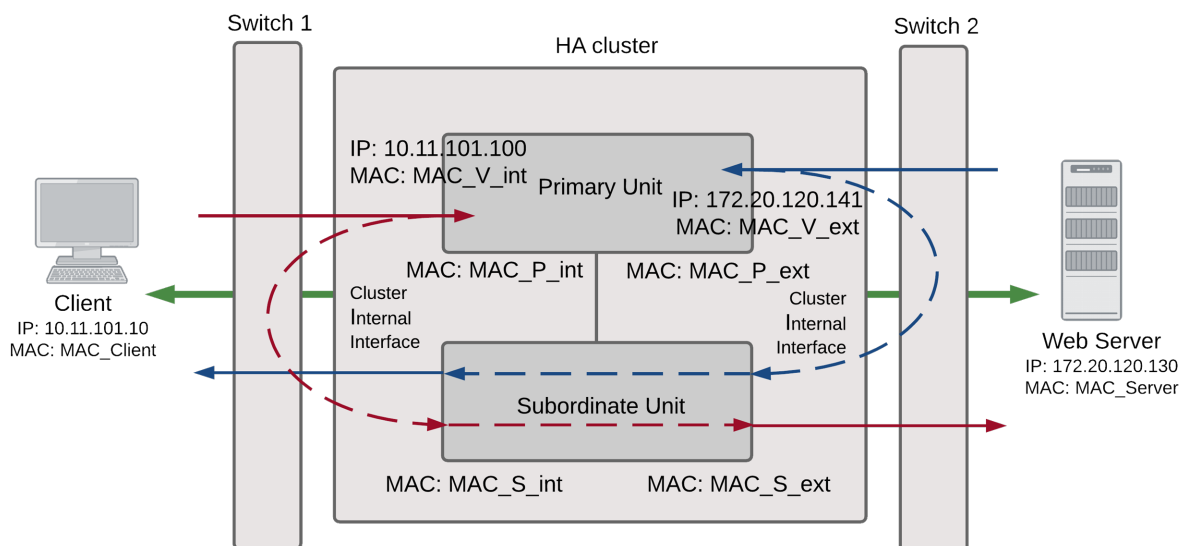 Switch 1
HA cluster
Switch 2
IP: 10.11.101.100
MAC: MAC_V_int
Primary Unit
IP: 172.20.120.141
MAC: MAC_V_ext
MAC: MAC_P_int
MAC: MAC_P_ext
Client
IP: 10.11.101.10
MAC: MAC_Client
Cluster
Internal
Interface
Cluster
Internal
Interface
Web Server
IP: 172.20.120.130
MAC: MAC_Server
Subordinate Unit
MAC: MAC_S_int
MAC: MAC_S_ext